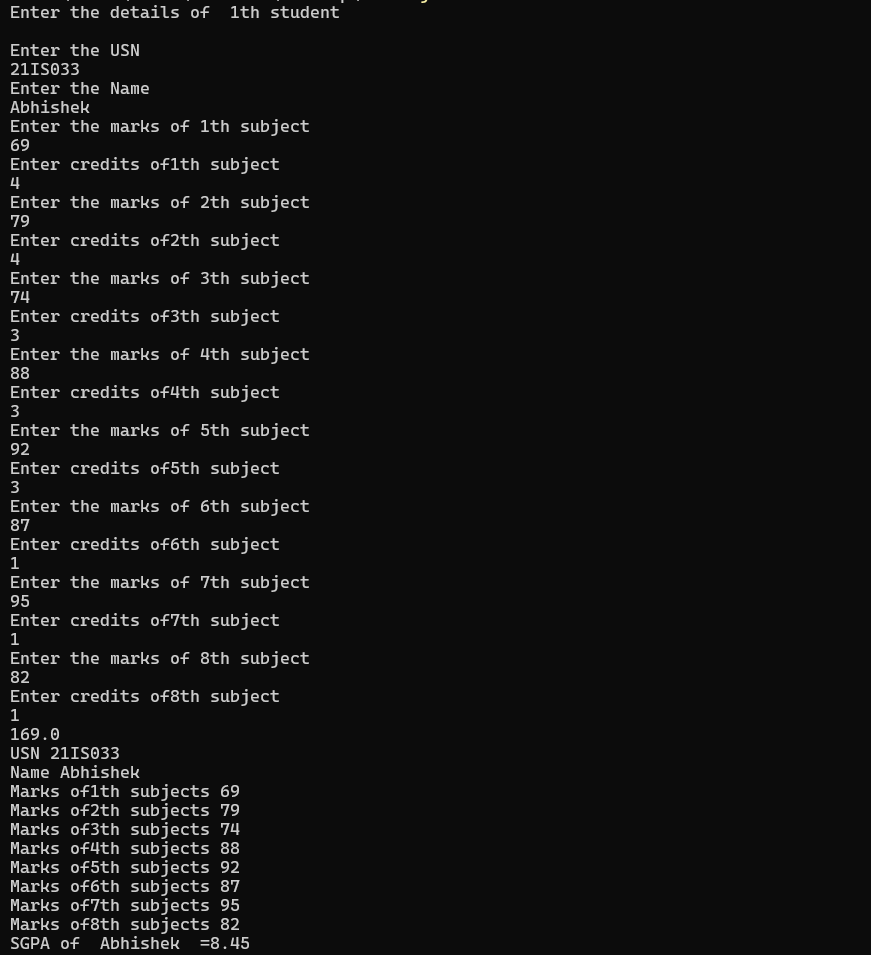 Enter the details of  1th student
Enter the USN
21IS033
Enter the Name
Abhishek
Enter the marks of 1th subject
69
Enter credits of1th subject
4
Enter the marks of 2th subject
79
Enter credits of2th subject
4
Enter the marks of 3th subject
74
Enter credits of3th subject
3
Enter the marks of 4th subject
88
Enter credits of4th subject
3
Enter the marks of 5th subject
92
Enter credits of5th subject
3
Enter the marks of 6th subject
87
Enter credits of6th subject
1
Enter the marks of 7th subject
95
Enter credits of7th subject
1
Enter the marks of 8th subject
82
Enter credits of8th subject
1
169.0
USN 21IS033
Name Abhishek
Marks of1th subjects 69
Marks of2th subjects 79
Marks of3th subjects 74
Marks of4th subjects 88
Marks of5th subjects 92
Marks of6th subjects 87
Marks of7th subjects 95
Marks of8th subjects 82
SGPA of  Abhishek  =8.45